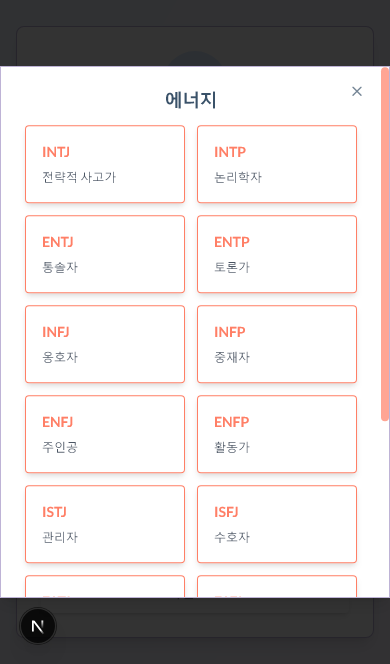 에너지
INTJ
전략적 사고가
INTP
논리학자
ENTJ
통솔자
ENTP
토론가
INFJ
옹호자
INFP
중재자
ENFJ
주인공
ENFP
활동가
ISTJ
관리자
ISFJ
수호자
N